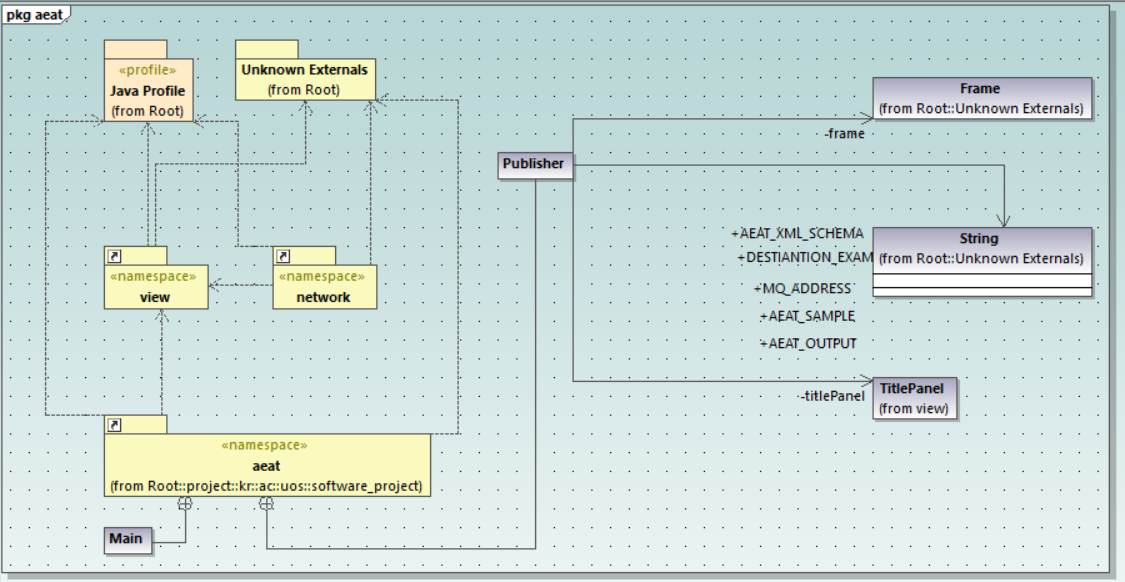 pkg aeat
«profile»
Java Profile
(from Root)
Unknown Externals
(from Root)
Frame
(from Root::Unknown Externals)
-frame
Publisher
+AEAT_XML_SCHEMA
+DESTIANTION_EXAM
+MQ_ADDRESS
+AEAT_SAMPLE
+AEAT_OUTPUT
String
(from Root::Unknown Externals)
«namespace»
view
«namespace»
network
TitlePanel
(from view)
-titlePanel
«namespace»
aeat
(from Root::project::kr::ac::uos::software_project)
Main